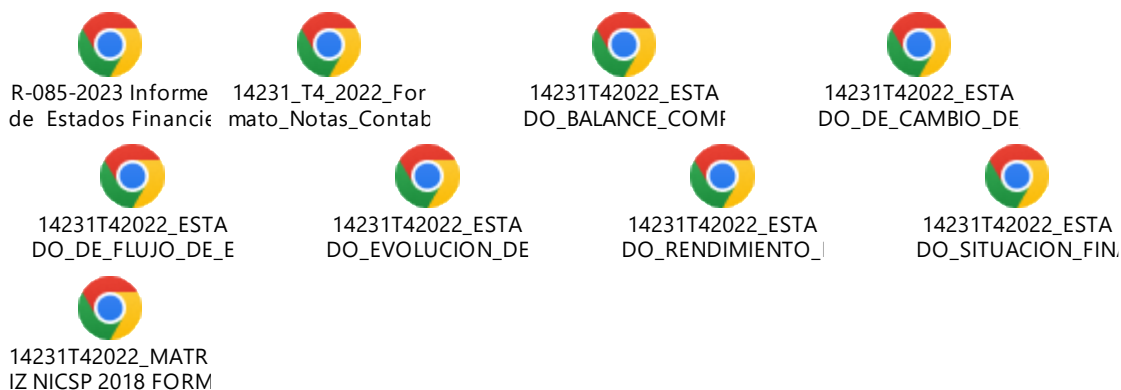 R-085-2023 Informe
de Estados Financie
14231_T4_2022_For
mato_Notas_Contab
14231T42022_ESTA
DO_BALANCE_COMP
14231T42022_ESTA
DO_DE_CAMBIO_DE
14231T42022_ESTA
DO_DE_FLUJO_DE_E
14231T42022_ESTA
DO_EVOLUCION_DE
14231T42022_ESTA
DO_RENDIMIENTO_
14231T42022_ESTA
DO_SITUACION_FIN
14231T42022_MATR
IZ NICSP 2018 FORM